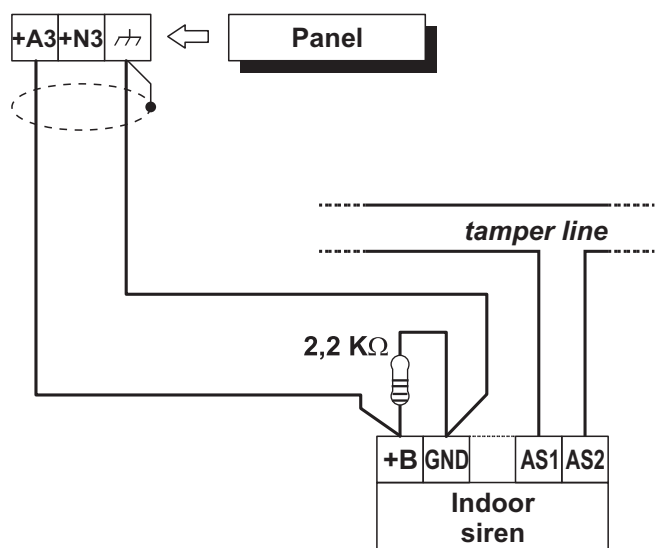 +A3 +N3
Panel
tamper line
2,2 KΩ
+B GND AS1 AS2
Indoor
siren